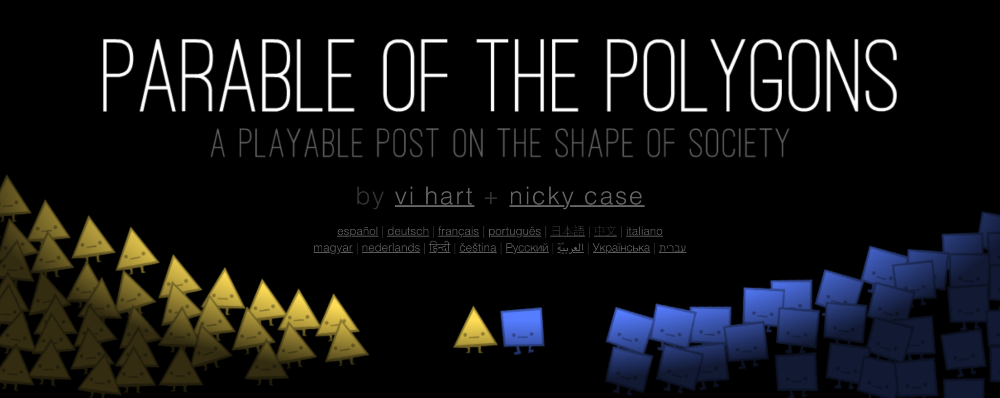 PARABLE OF THE POLYGONS
A PLAYABLE POST ON THE SHAPE OF SOCIETY
by vi hart + nicky case
español | deutsch | français | português | 日本語 | 中文 | italiano
magyar | nederlands | हिन्दी | čeština | Русский | العربيّة | Українська | עברית